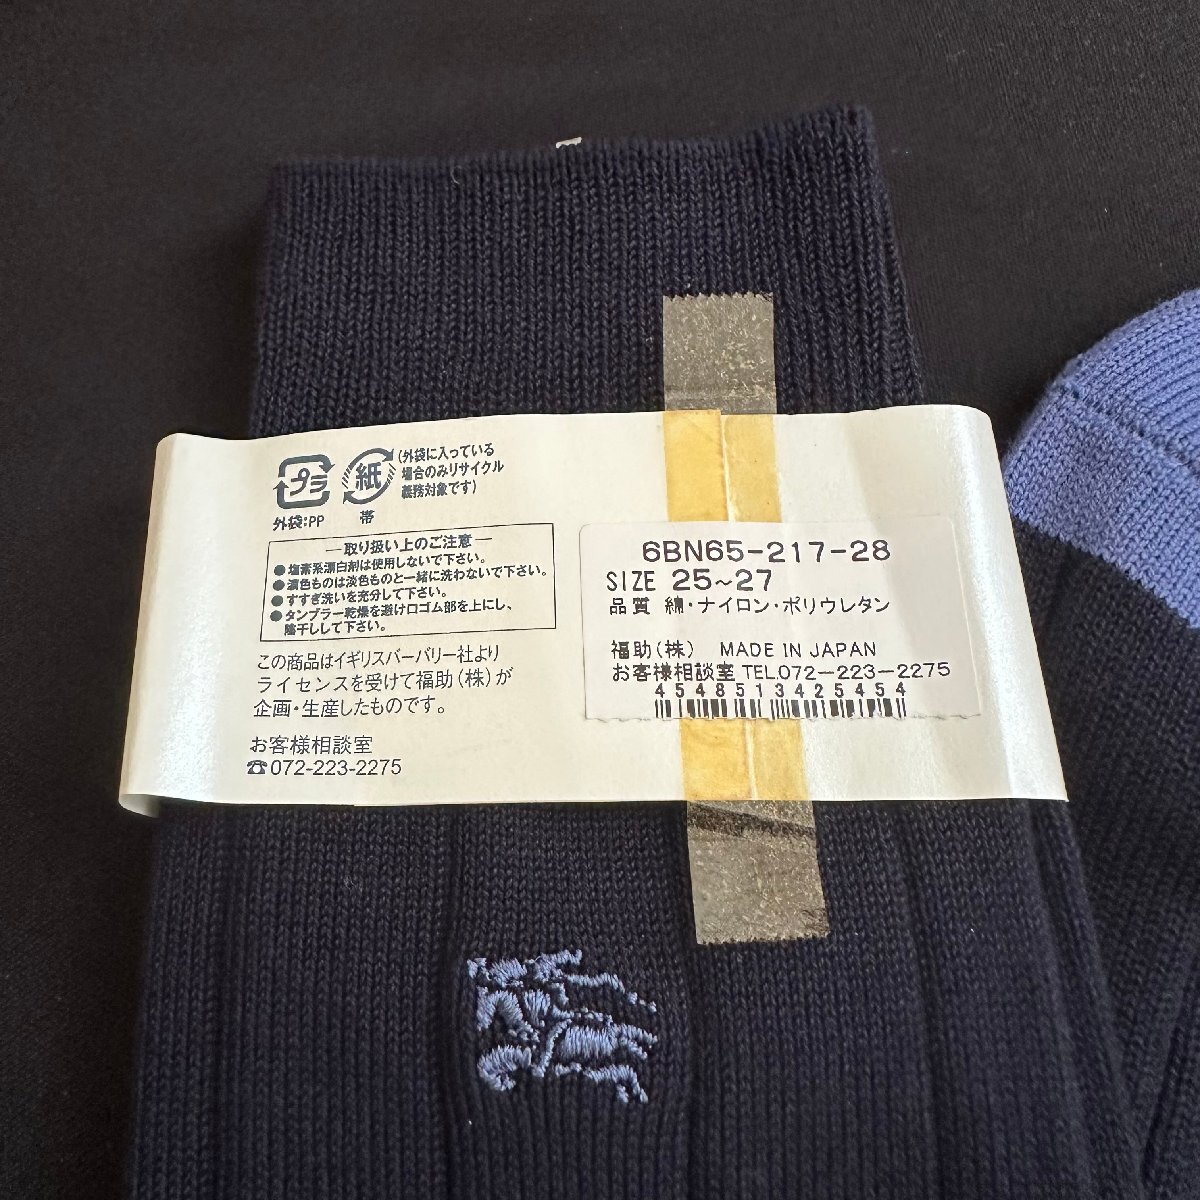 プラ
紙
(外袋に入っている
場合のみリサイクル
義務対象です)
外袋:PP
帯
―取り扱い上のご注意―
●塩素系漂白剤は使用しないで下さい。
●濃色ものは淡色ものと一緒に洗わないで下さい。
●すすぎ洗いを充分して下さい。
●タンブラー乾燥を避け口ゴム部を上にし、
陰干しして下さい。
この商品はイギリスバーバリー社より
ライセンスを受けて福助(株)が
企画・生産したものです。
お客様相談室
☎072-223-2275
6BN65-217-28
SIZE 25~27
品質 綿・ナイロン・ポリウレタン
福助(株) MADE IN JAPAN
お客様相談室 TEL.072-223-2275
4548513425454